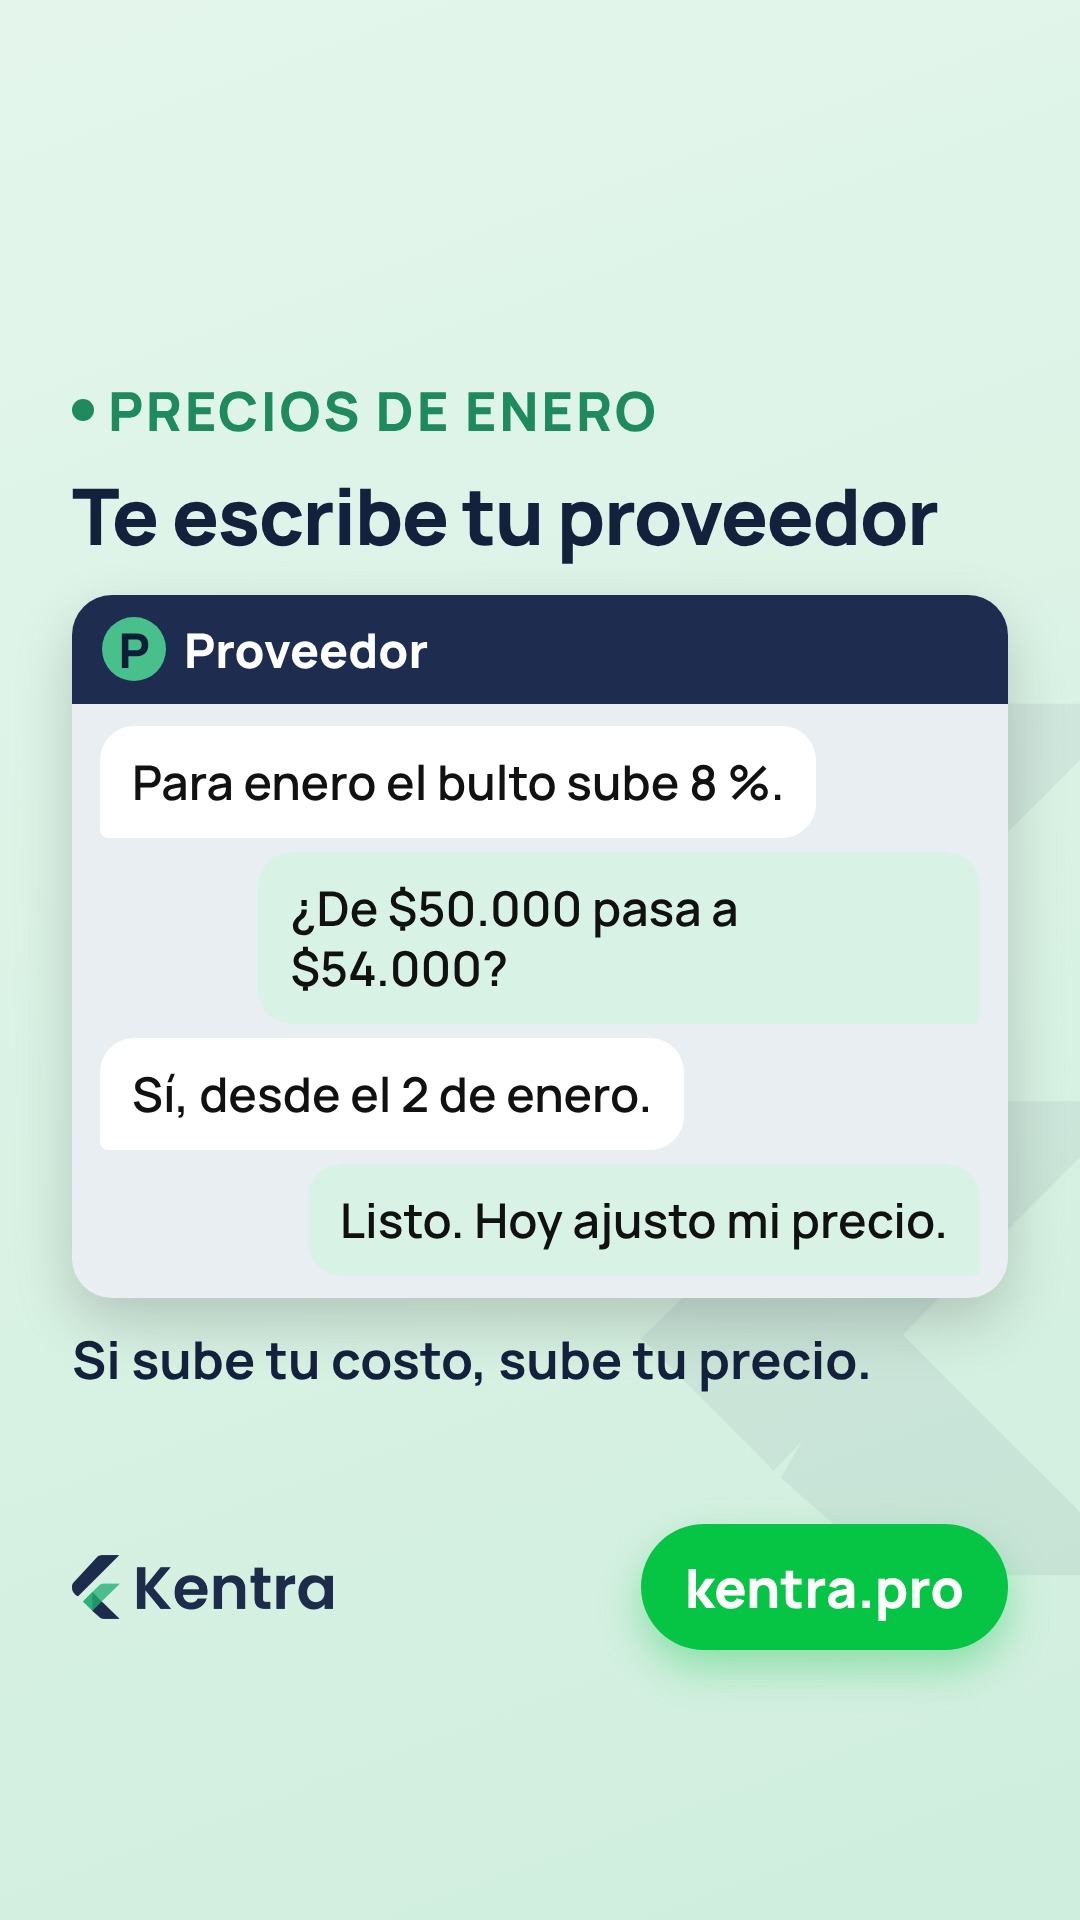 PRECIOS DE ENERO
Te escribe tu proveedor
P Proveedor
Para enero el bulto sube 8 %.
¿De $50.000 pasa a
$54.000?
Sí, desde el 2 de enero.
Listo. Hoy ajusto mi precio.
Si sube tu costo, sube tu precio.
Kentra
kentra.pro